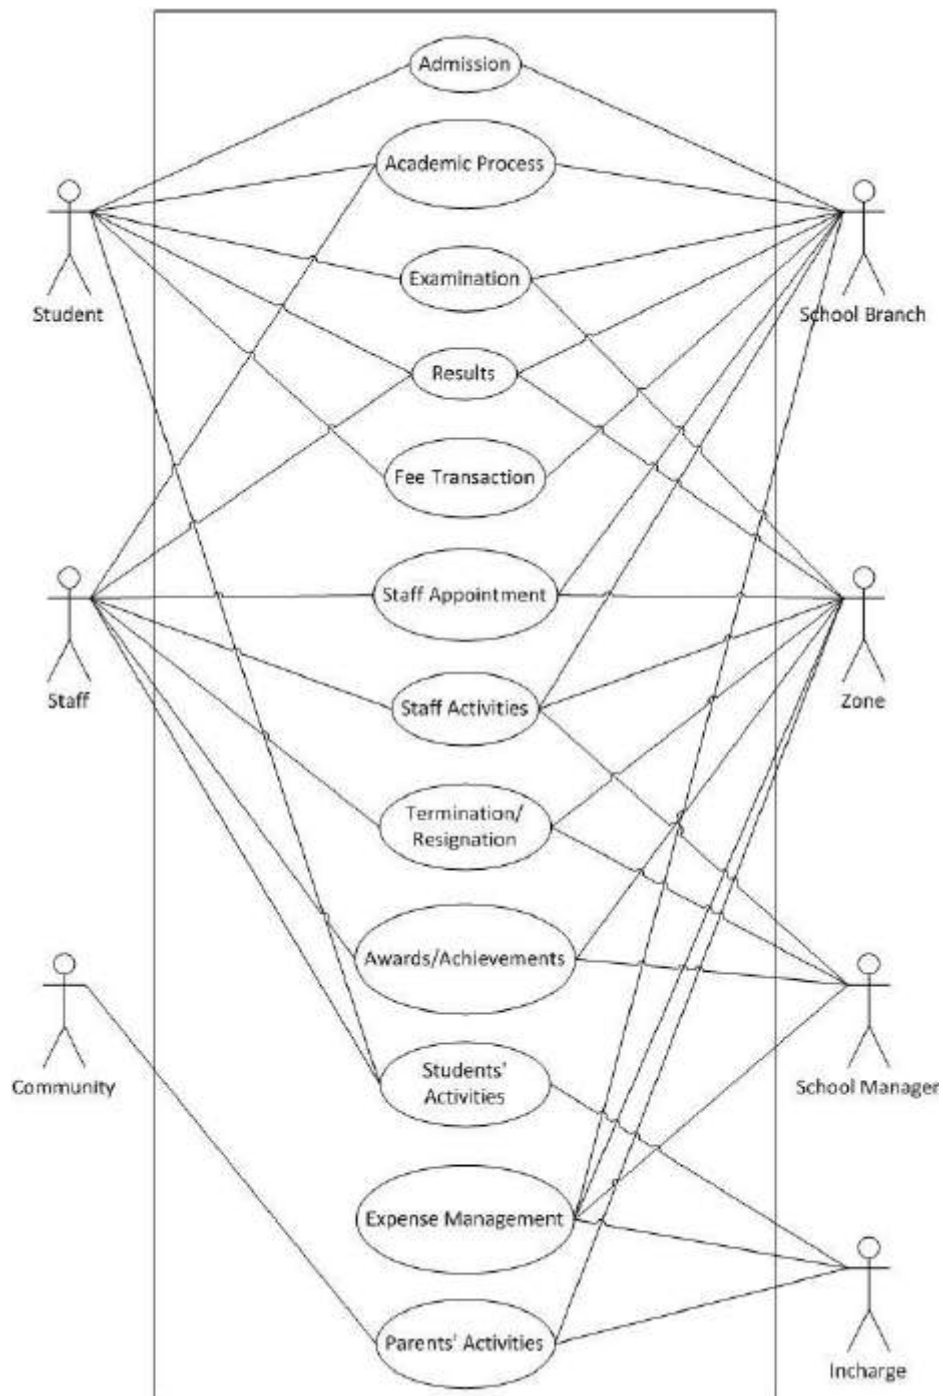 Admission
Academic Process
Student
School Branch
Examination
Results
Fee Transaction
Staff Appointment
Staff
Zone
Staff Activities
Termination/
Resignation
Awards/Achievements
Community
School Manager
Students'
Activities
Expense Management
Parents' Activities
Incharge